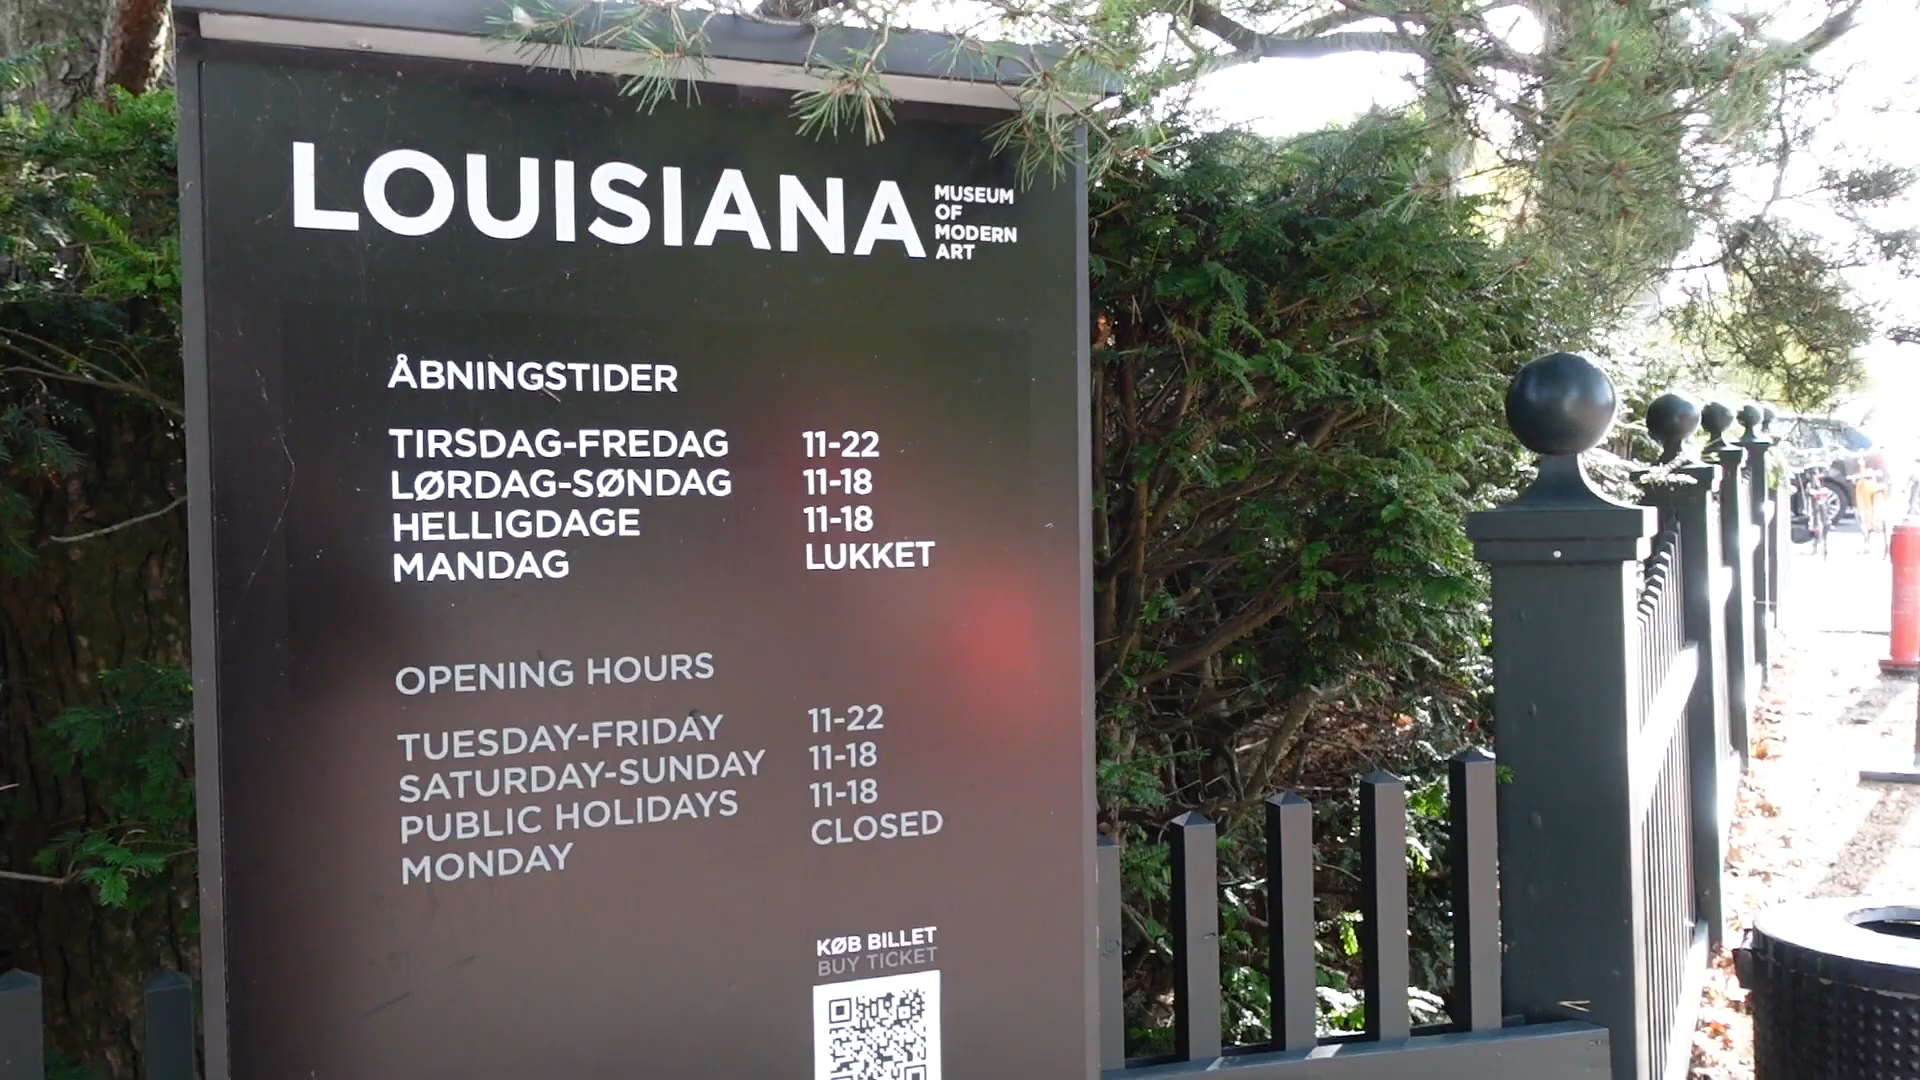 LOUISIANA
MUSEUM
OF
MODERN
ART
ÅBNINGSTIDER
TIRSDAG-FREDAG 11-22
LØRDAG-SØNDAG 11-18
HELLIGDAGE 11-18
MANDAG LUKKET
OPENING HOURS
TUESDAY-FRIDAY 11-22
SATURDAY-SUNDAY 11-18
PUBLIC HOLIDAYS 11-18
MONDAY CLOSED
KØB BILLET
BUY TICKET